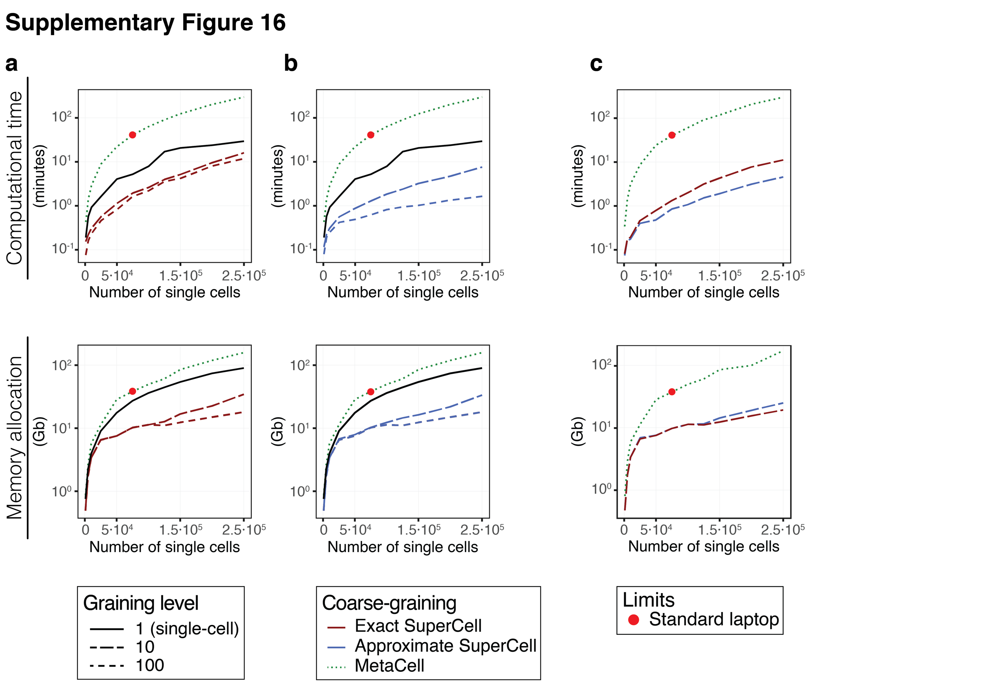 Supplementary Figure 16
a
b
c
Computational time
(minutes)
10²
10¹
10⁰
10⁻¹
0 5·10⁴ 1.5·10⁵ 2.5·10⁵
Number of single cells
(minutes)
10²
10¹
10⁰
10⁻¹
0 5·10⁴ 1.5·10⁵ 2.5·10⁵
Number of single cells
(minutes)
10²
10¹
10⁰
10⁻¹
0 5·10⁴ 1.5·10⁵ 2.5·10⁵
Number of single cells
Memory allocation
(Gb)
10²
10¹
10⁰
0 5·10⁴ 1.5·10⁵ 2.5·10⁵
Number of single cells
(Gb)
10²
10¹
10⁰
0 5·10⁴ 1.5·10⁵ 2.5·10⁵
Number of single cells
(Gb)
10²
10¹
10⁰
0 5·10⁴ 1.5·10⁵ 2.5·10⁵
Number of single cells
Graining level
1 (single-cell)
10
100
Coarse-graining
Exact SuperCell
Approximate SuperCell
MetaCell
Limits
Standard laptop